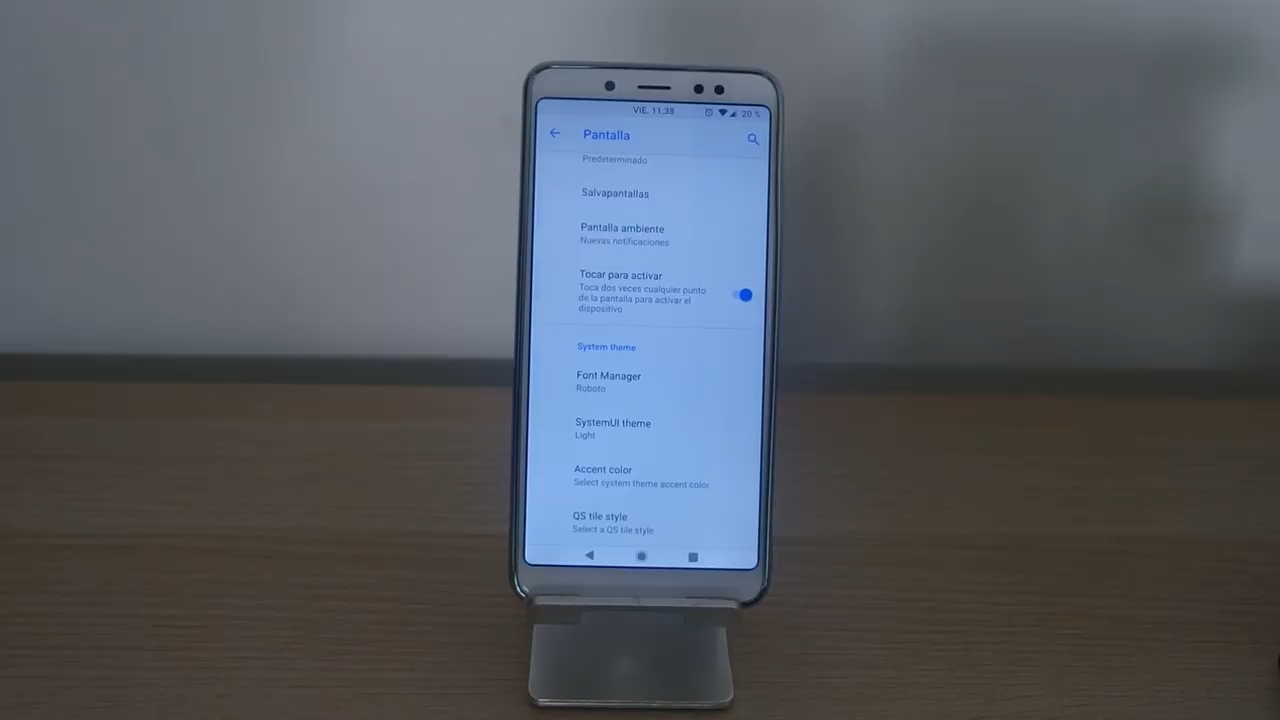 VIE. 11:38
20 %
Pantalla
Predeterminado
Salvapantallas
Pantalla ambiente
Nuevas notificaciones
Tocar para activar
Toca dos veces cualquier punto
de la pantalla para activar el
dispositivo
System theme
Font Manager
Roboto
SystemUI theme
Light
Accent color
Select system theme accent color
QS tile style
Select a QS tile style